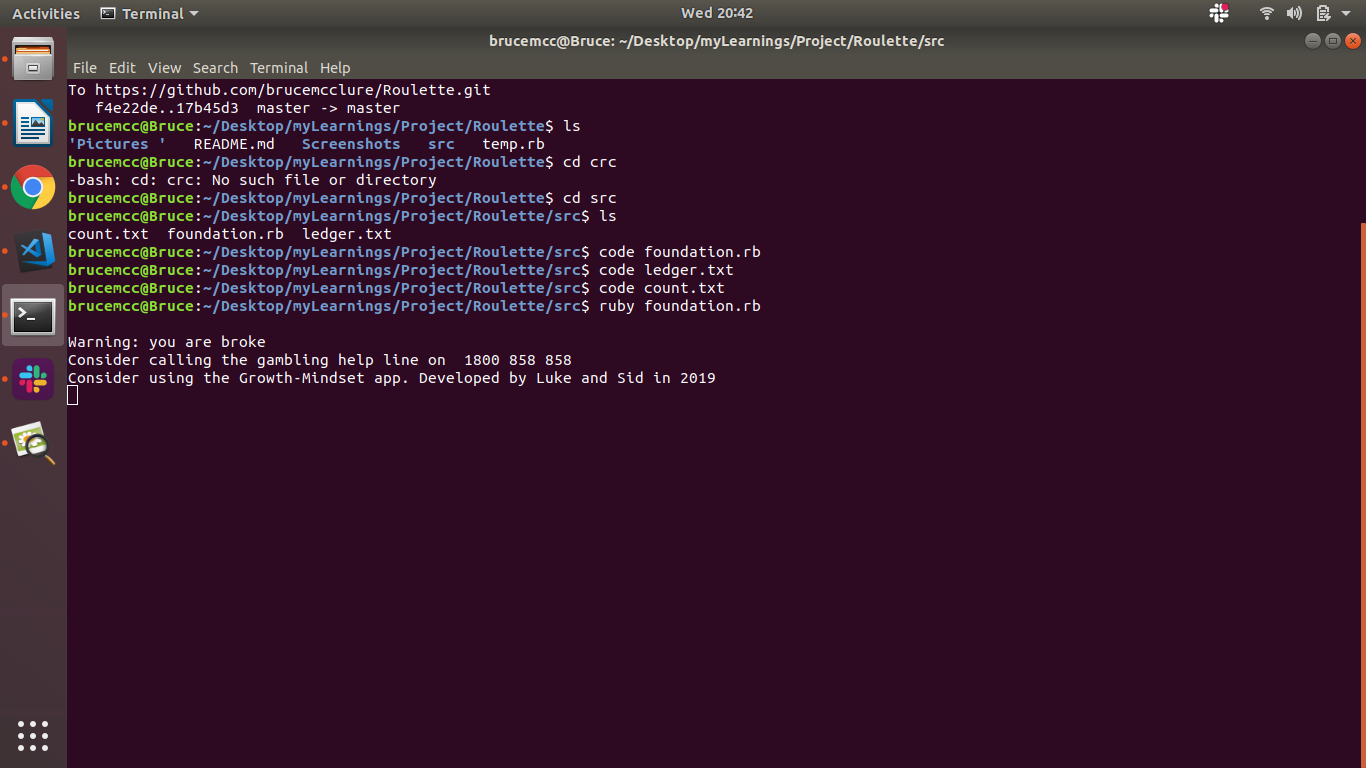 Activities Terminal Wed 20:42
brucemcc@Bruce: ~/Desktop/myLearnings/Project/Roulette/src
File Edit View Search Terminal Help
To https://github.com/brucemcclure/Roulette.git
   f4e22de..17b45d3  master -> master
brucemcc@Bruce:~/Desktop/myLearnings/Project/Roulette$ ls
'Pictures '   README.md   Screenshots   src   temp.rb
brucemcc@Bruce:~/Desktop/myLearnings/Project/Roulette$ cd crc
-bash: cd: crc: No such file or directory
brucemcc@Bruce:~/Desktop/myLearnings/Project/Roulette$ cd src
brucemcc@Bruce:~/Desktop/myLearnings/Project/Roulette/src$ ls
count.txt  foundation.rb  ledger.txt
brucemcc@Bruce:~/Desktop/myLearnings/Project/Roulette/src$ code foundation.rb
brucemcc@Bruce:~/Desktop/myLearnings/Project/Roulette/src$ code ledger.txt
brucemcc@Bruce:~/Desktop/myLearnings/Project/Roulette/src$ code count.txt
brucemcc@Bruce:~/Desktop/myLearnings/Project/Roulette/src$ ruby foundation.rb
Warning: you are broke
Consider calling the gambling help line on  1800 858 858
Consider using the Growth-Mindset app. Developed by Luke and Sid in 2019